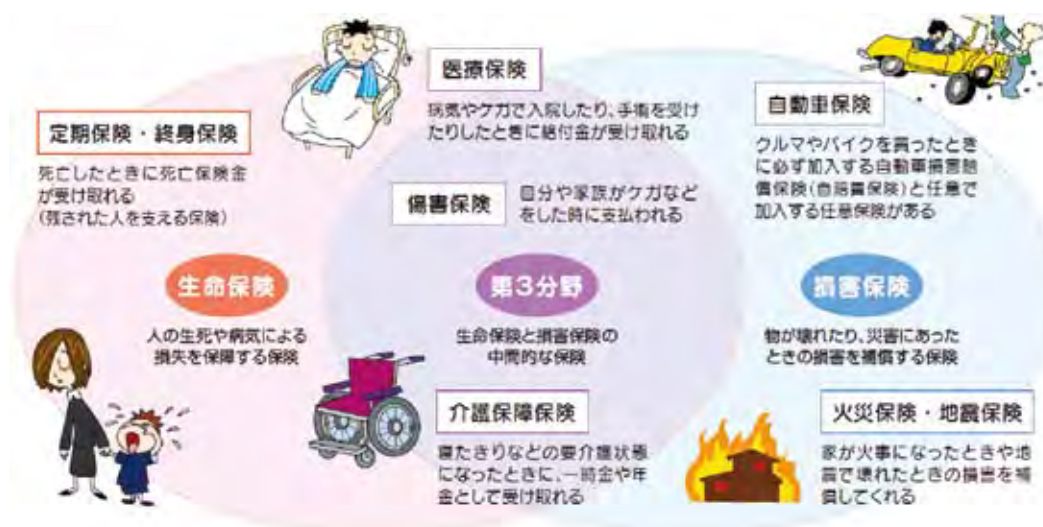 定期保険・終身保険
死亡したときに死亡保険金
が受け取れる
(残された人を支える保険)
生命保険
人の生死や病気による
損失を保障する保険
医療保険
病気やケガで入院したり、手術を受け
たりしたときに給付金が受け取れる
傷害保険
自分や家族がケガなど
をした時に支払われる
第3分野
生命保険と損害保険の
中間的な保険
介護保障保険
寝たきりなどの要介護状態
になったときに、一時金や年
金として受け取れる
自動車保険
クルマやバイクを買ったとき
に必ず加入する自動車損害賠
償保険(自賠責保険)と任意で
加入する任意保険がある
損害保険
物が壊れたり、災害にあった
ときの損害を補償する保険
火災保険・地震保険
家が火事になったときや地
震で壊れたときの損害を補
償してくれる